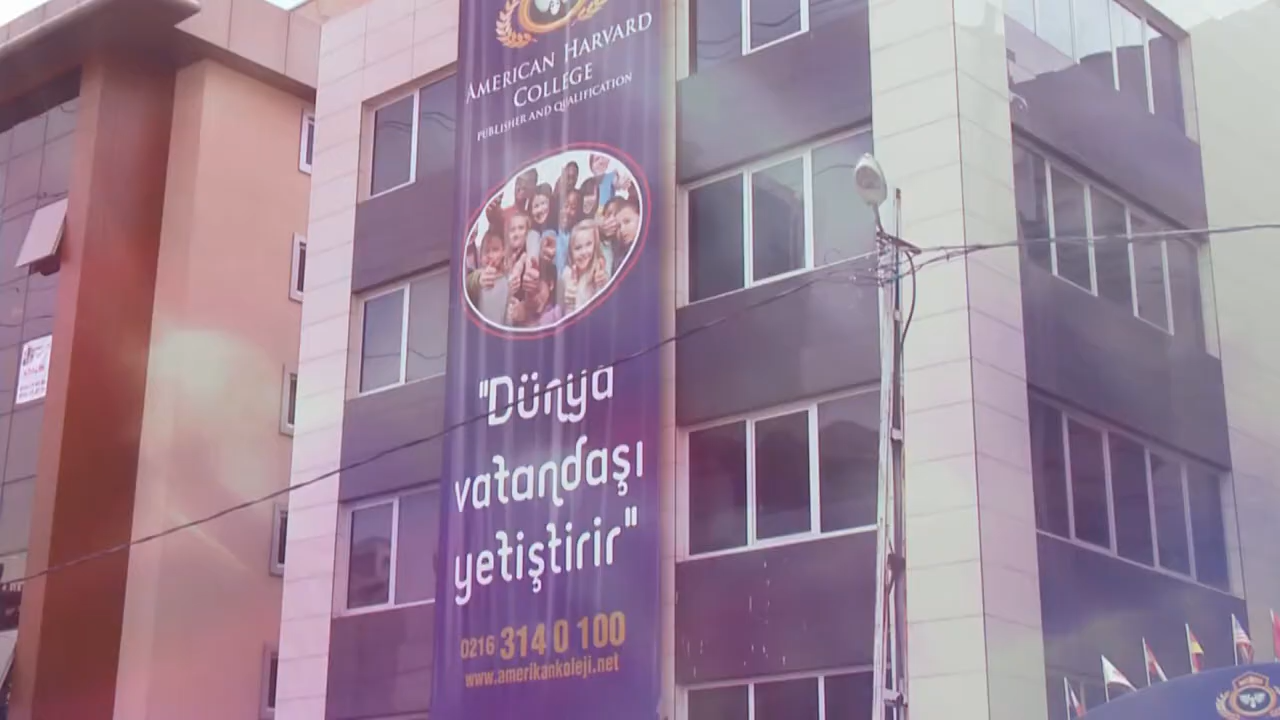 AMERICAN HARVARD
COLLEGE
PUBLISHER AND QUALIFICATION
"Dünya
vatandaşı
yetiştirir"
0216 314 0 100
www.amerikankoleji.net